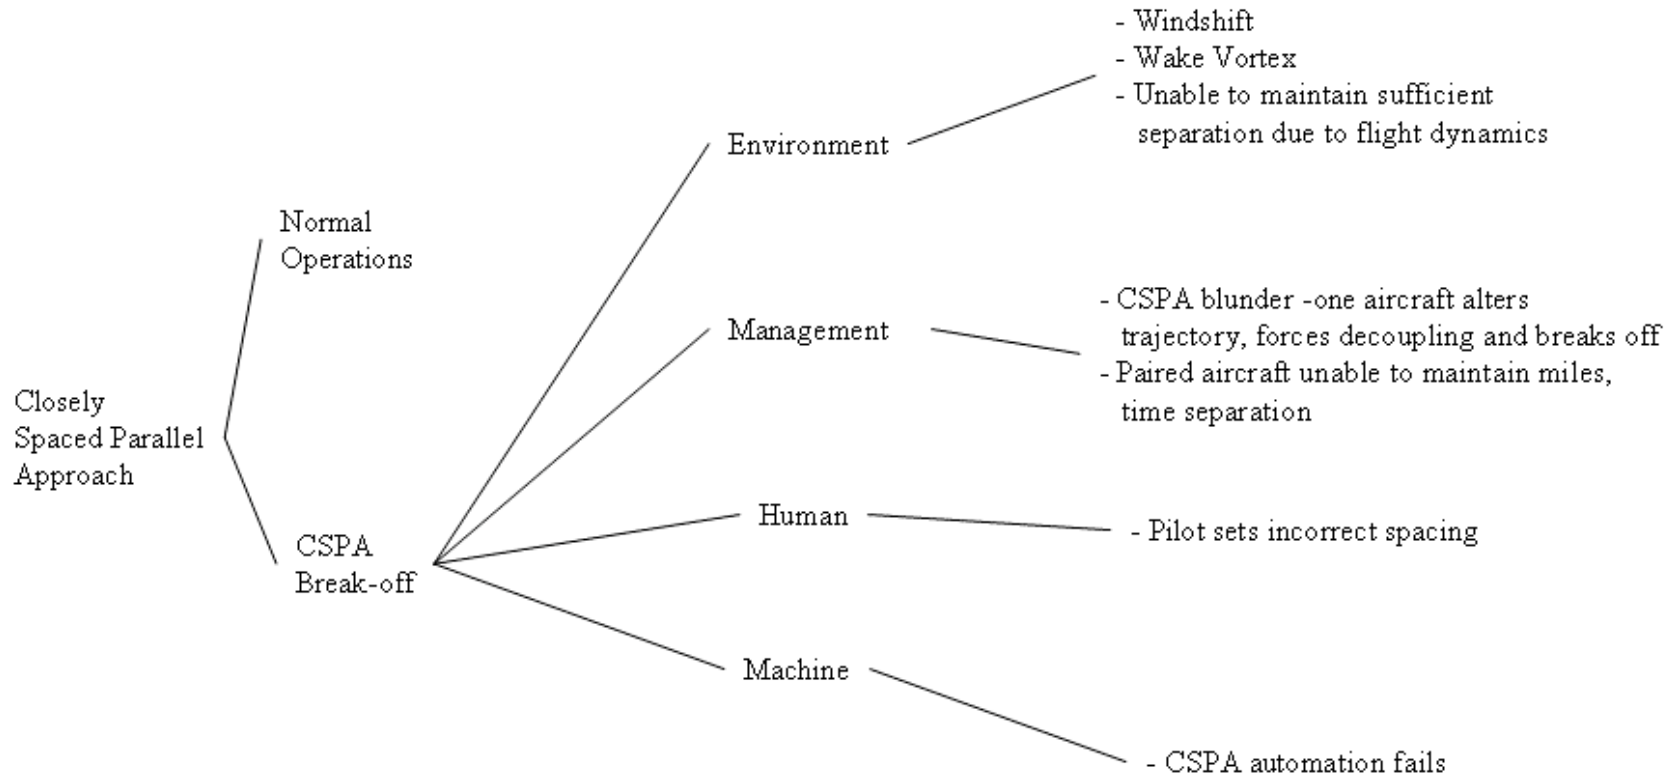 - Windshift
- Wake Vortex
- Unable to maintain sufficient
separation due to flight dynamics
Environment
Normal
Operations
- CSPA blunder -one aircraft alters
trajectory, forces decoupling and breaks off
- Paired aircraft unable to maintain miles,
time separation
Management
Closely
Spaced Parallel
Approach
Human
- Pilot sets incorrect spacing
CSPA
Break-off
Machine
- CSPA automation fails